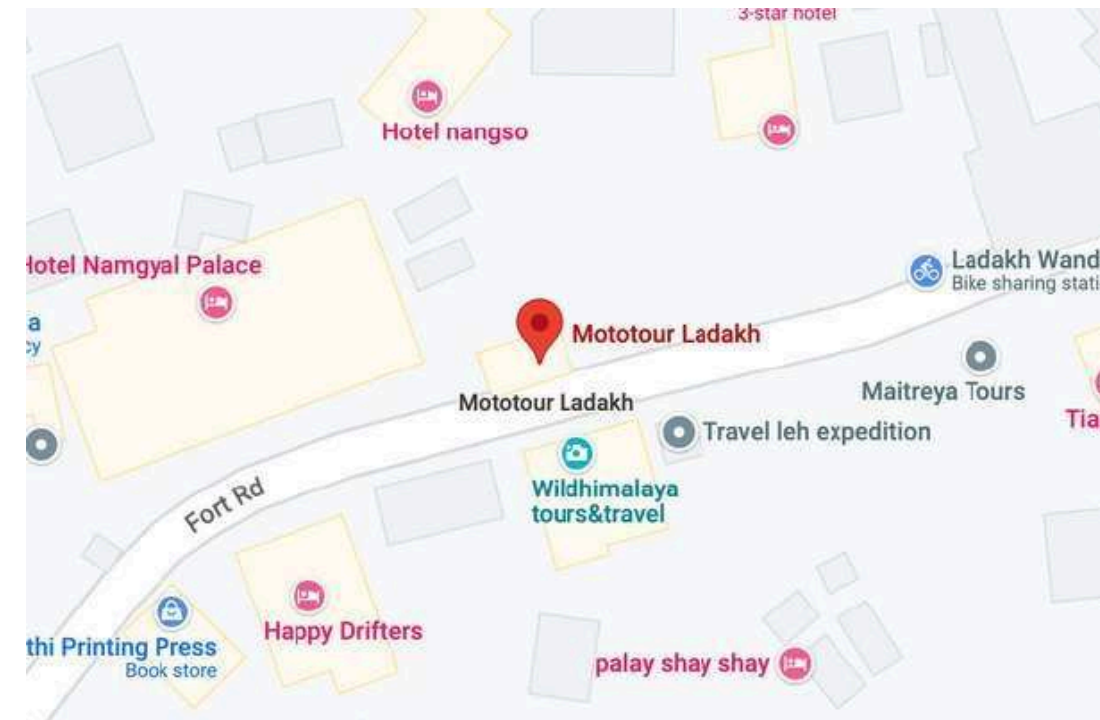 3-star hotel
Hotel nangso
Hotel Namgyal Palace
Ladakh Wand
Bike sharing stati
a
cy
Mototour Ladakh
Maitreya Tours
Mototour Ladakh
Tia
Travel leh expedition
Wildhimalaya
tours&travel
Fort Rd
Happy Drifters
thi Printing Press
Book store
palay shay shay